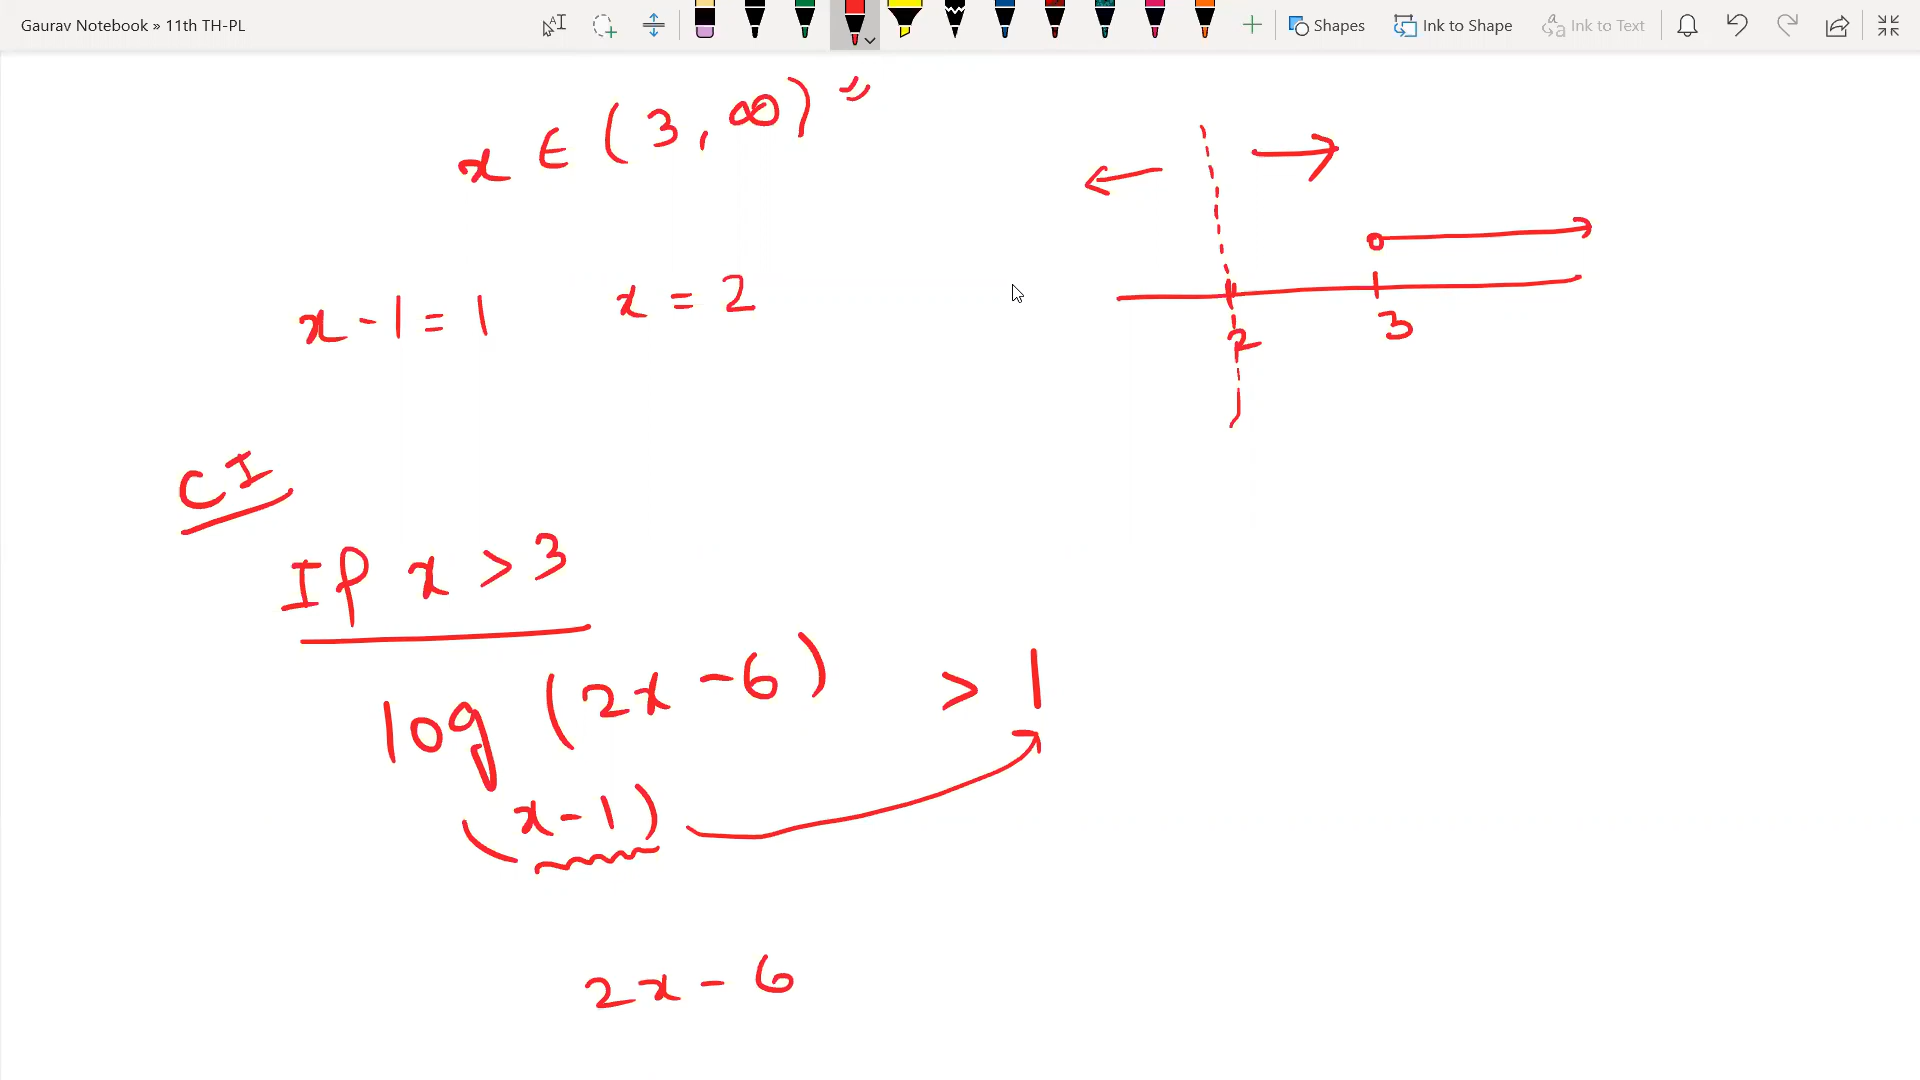 Gaurav Notebook » 11th TH-PL
Shapes
Ink to Shape
Ink to Text
x ∈ (3, ∞)
x - 1 = 1
x = 2
2
3
C I
If x > 3
log (2x - 6) > 1
(x - 1)
2x - 6